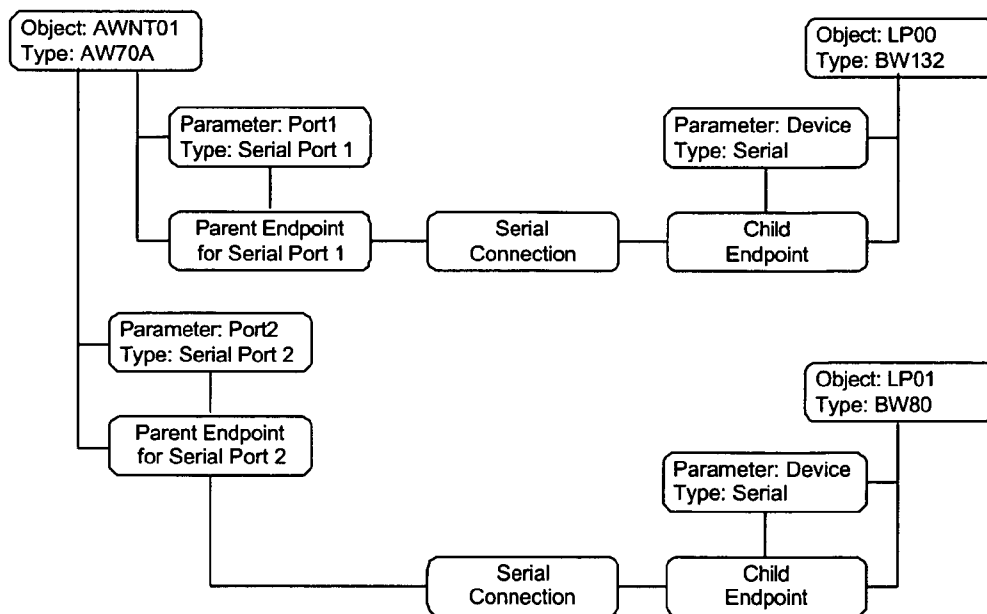 Object: AWNT01
Type: AW70A
Object: LP00
Type: BW132
Parameter: Port1
Type: Serial Port 1
Parameter: Device
Type: Serial
Parent Endpoint
for Serial Port 1
Serial
Connection
Child
Endpoint
Parameter: Port2
Type: Serial Port 2
Object: LP01
Type: BW80
Parent Endpoint
for Serial Port 2
Parameter: Device
Type: Serial
Serial
Connection
Child
Endpoint